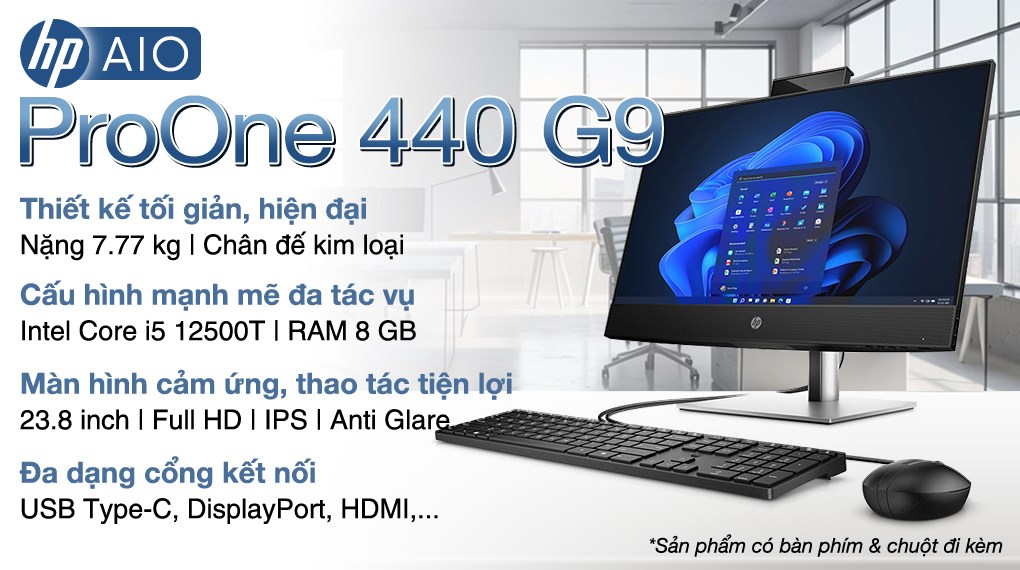 hp AIO
ProOne 440 G9
Thiết kế tối giản, hiện đại
Nặng 7.77 kg | Chân đế kim loại
Cấu hình mạnh mẽ đa tác vụ
Intel Core i5 12500T | RAM 8 GB
Màn hình cảm ứng, thao tác tiện lợi
23.8 inch | Full HD | IPS | Anti Glare
Đa dạng cổng kết nối
USB Type-C, DisplayPort, HDMI,...
hp
*Sản phẩm có bàn phím & chuột đi kèm